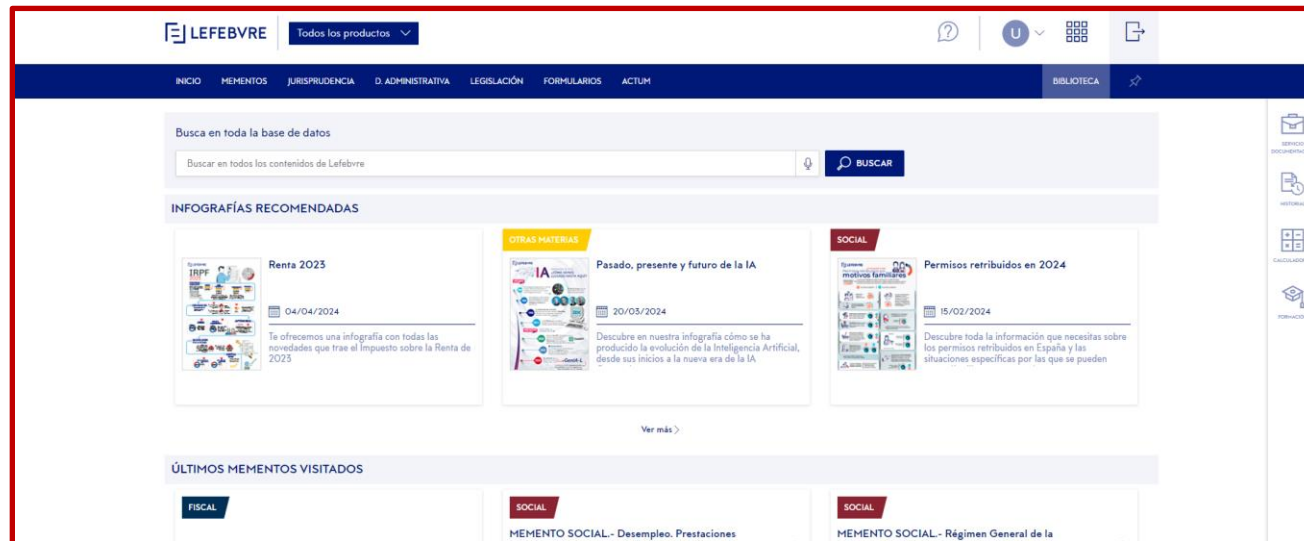 LEFEBVRE
Todos los productos
U
INICIO MEMENTOS JURISPRUDENCIA D. ADMINISTRATIVA LEGISLACIÓN FORMULARIOS ACTUM BIBLIOTECA
Busca en toda la base de datos
Buscar en todos los contenidos de Lefebvre
BUSCAR
INFOGRAFÍAS RECOMENDADAS
Renta 2023
04/04/2024
Te ofrecemos una infografía con todas las
novedades que trae el Impuesto sobre la Renta de
2023
OTRAS MATERIAS
Pasado, presente y futuro de la IA
20/03/2024
Descubre en nuestra infografía cómo se ha
producido la evolución de la Inteligencia Artificial,
desde sus inicios a la nueva era de la IA
SOCIAL
Permisos retribuidos en 2024
15/02/2024
Descubre toda la información que necesitas sobre
los permisos retribuidos en España y las
situaciones específicas por las que se pueden
IRPF
IA
motivos familiares
Ver más
ÚLTIMOS MEMENTOS VISITADOS
FISCAL
SOCIAL
MEMENTO SOCIAL.- Desempleo. Prestaciones
SOCIAL
MEMENTO SOCIAL.- Régimen General de la